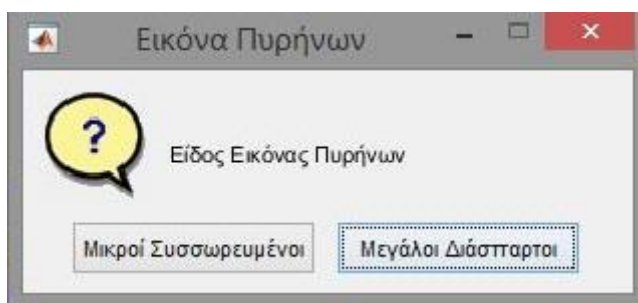 Εικόνα Πυρήνων
?
Είδος Εικόνας Πυρήνων
Μικροί Συσσωρευμένοι
Μεγάλοι Διάσπαρτοι